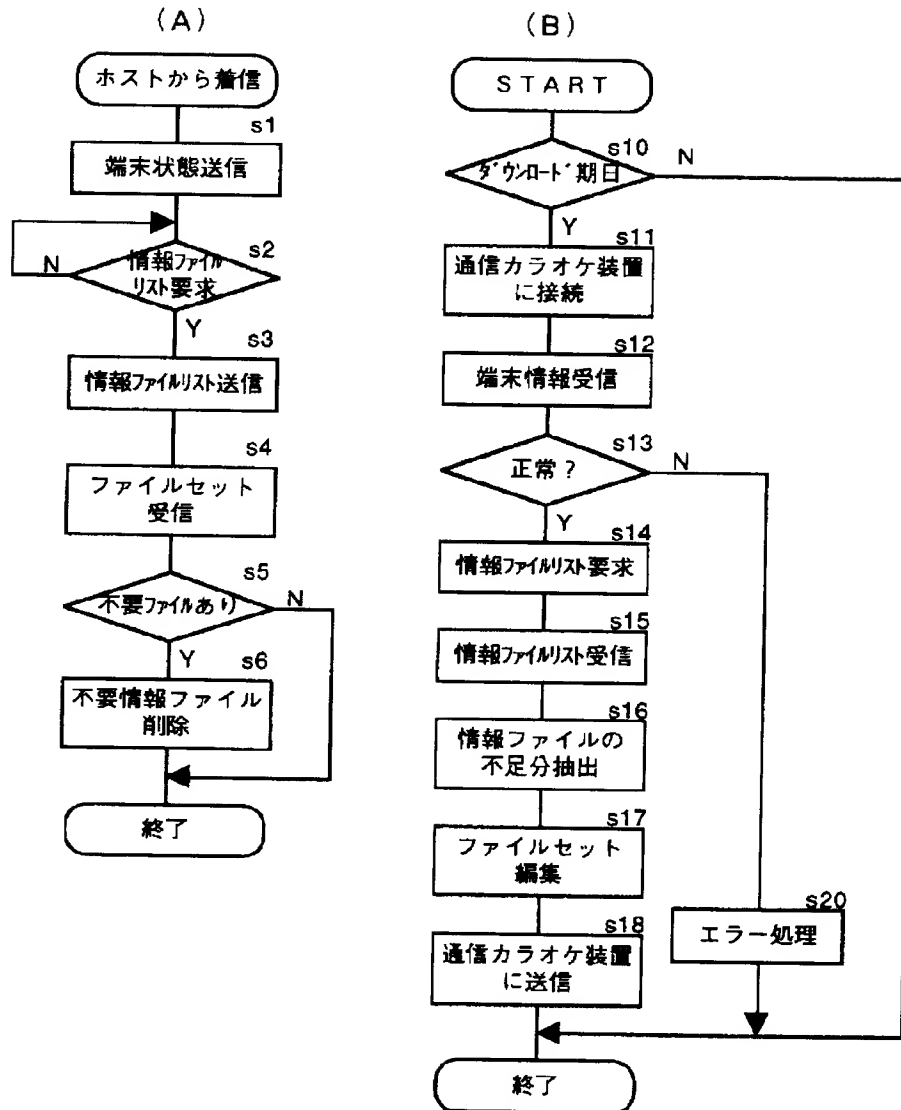 (A)
ホストから着信
s1
端末状態送信
s2
N
情報ファイル
リスト要求
Y
s3
情報ファイルリスト送信
s4
ファイルセット
受信
s5
不要ファイルあり
N
Y
s6
不要情報ファイル
削除
終了
(B)
START
s10
ダウンロード期日
N
Y
s11
通信カラオケ装置
に接続
s12
端末情報受信
s13
正常?
N
Y
s14
情報ファイルリスト要求
s15
情報ファイルリスト受信
s16
情報ファイルの
不足分抽出
s17
ファイルセット
編集
s18
通信カラオケ装置
に送信
s20
エラー処理
終了